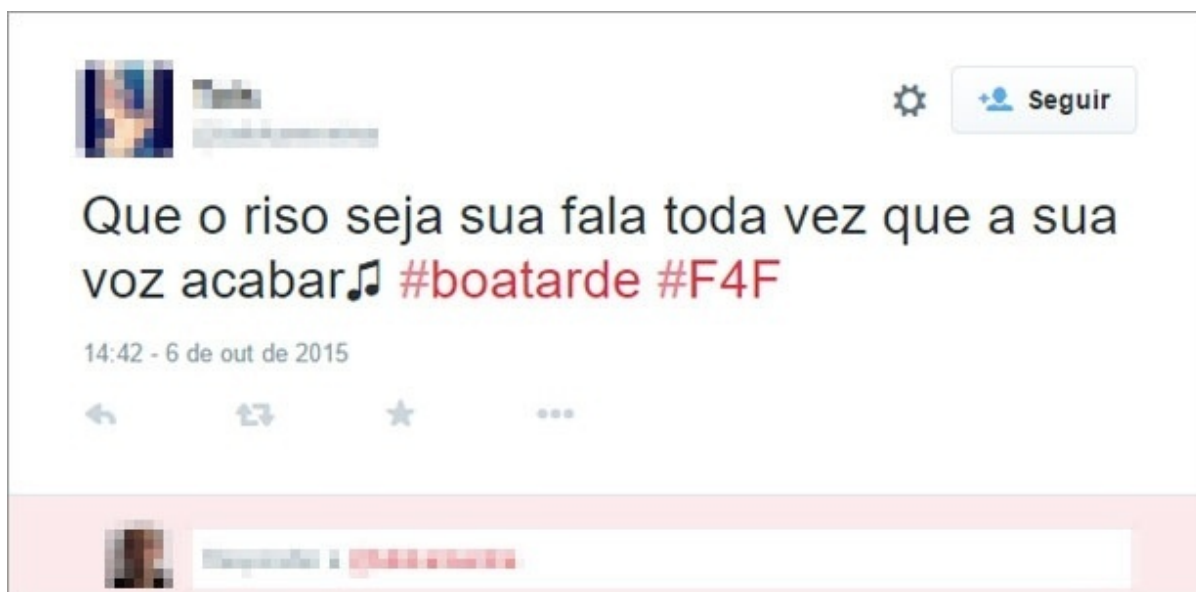 Seguir
Que o riso seja sua fala toda vez que a sua
voz acabar♫ #boatarde #F4F
14:42 - 6 de out de 2015